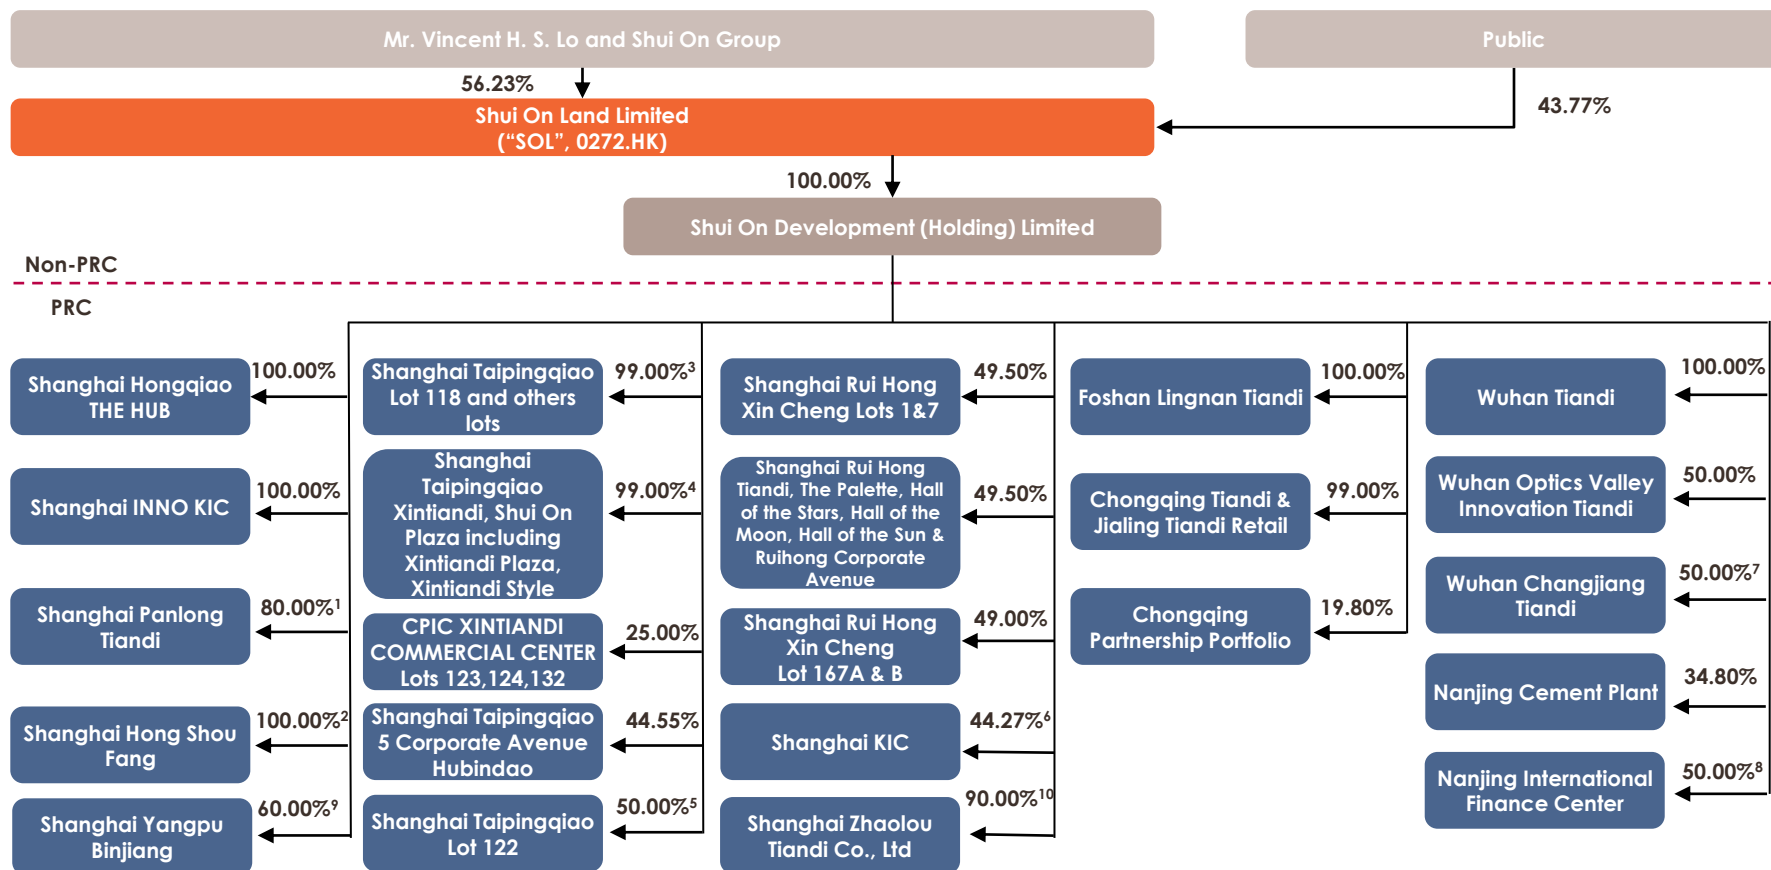 Mr. Vincent H. S. Lo and Shui On Group
Public
56.23%
43.77%
Shui On Land Limited
(“SOL”, 0272.HK)
100.00%
Shui On Development (Holding) Limited
Non-PRC
PRC
Shanghai Hongqiao
THE HUB
100.00%
Shanghai INNO KIC
100.00%
Shanghai Panlong
Tiandi
80.00%¹
Shanghai Hong Shou
Fang
100.00%²
Shanghai Yangpu
Binjiang
60.00%⁹
Shanghai Taipingqiao
Lot 118 and others
lots
99.00%³
Shanghai
Taipingqiao
Xintiandi, Shui On
Plaza including
Xintiandi Plaza,
Xintiandi Style
99.00%⁴
CPIC XINTIANDI
COMMERCIAL CENTER
Lots 123,124,132
25.00%
Shanghai Taipingqiao
5 Corporate Avenue
Hubindao
44.55%
Shanghai Taipingqiao
Lot 122
50.00%⁵
Shanghai Rui Hong
Xin Cheng Lots 1&7
49.50%
Shanghai Rui Hong
Tiandi, The Palette, Hall
of the Stars, Hall of the
Moon, Hall of the Sun &
Ruihong Corporate
Avenue
49.50%
Shanghai Rui Hong
Xin Cheng
Lot 167A & B
49.00%
Shanghai KIC
44.27%⁶
Shanghai Zhaolou
Tiandi Co., Ltd
90.00%¹⁰
Foshan Lingnan Tiandi
100.00%
Chongqing Tiandi &
Jialing Tiandi Retail
99.00%
Chongqing
Partnership Portfolio
19.80%
Wuhan Tiandi
100.00%
Wuhan Optics Valley
Innovation Tiandi
50.00%
Wuhan Changjiang
Tiandi
50.00%⁷
Nanjing Cement Plant
34.80%
Nanjing International
Finance Center
50.00%⁸